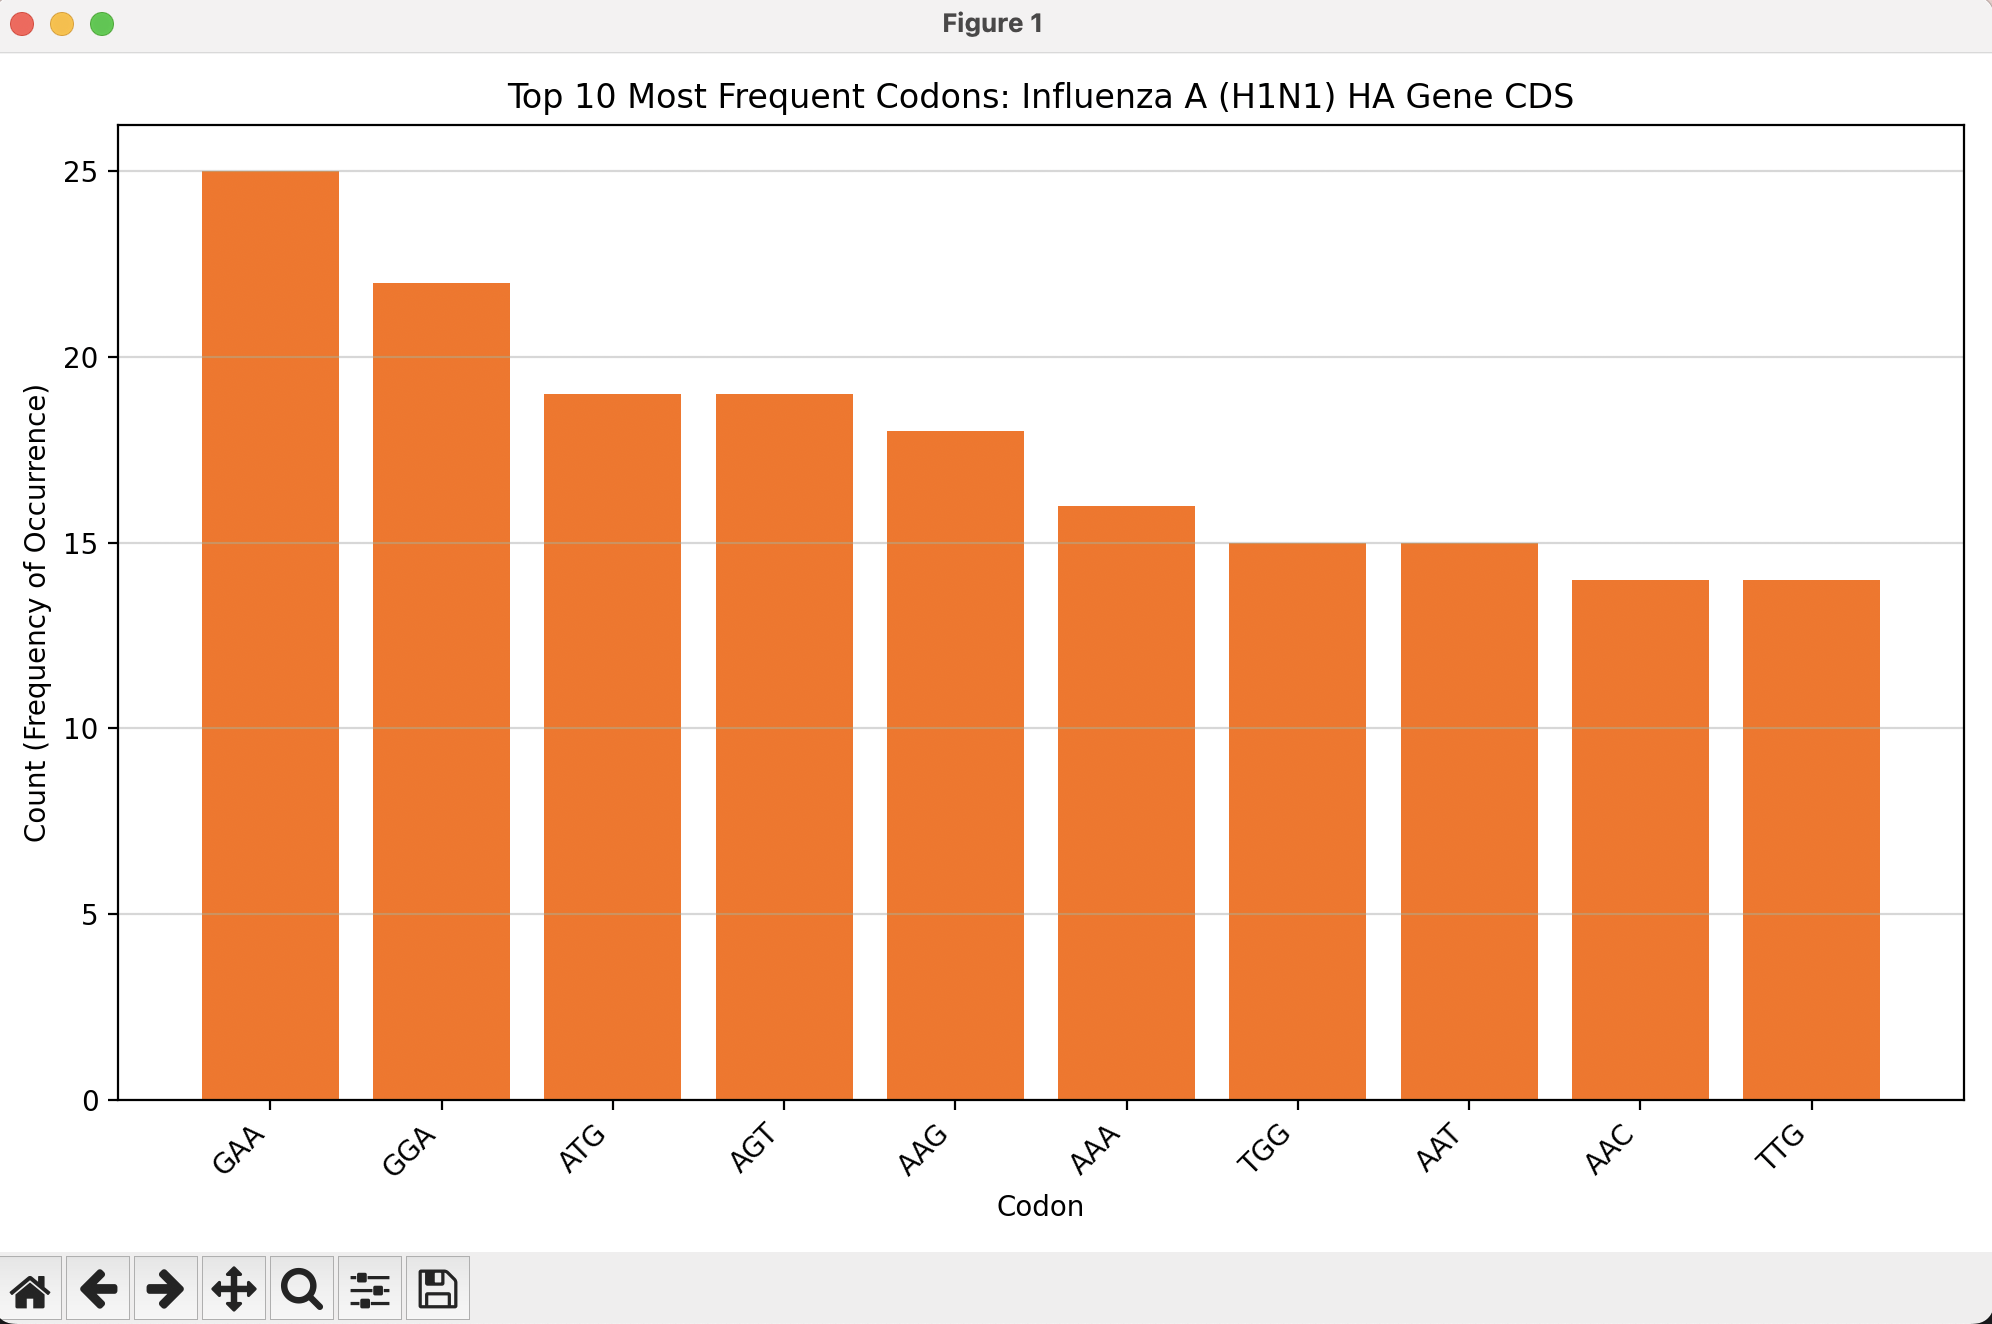 Figure 1
Top 10 Most Frequent Codons: Influenza A (H1N1) HA Gene CDS
Count (Frequency of Occurrence)
25
20
15
10
5
0
GAA
GGA
ATG
AGT
AAG
AAA
TGG
AAT
AAC
TTG
Codon